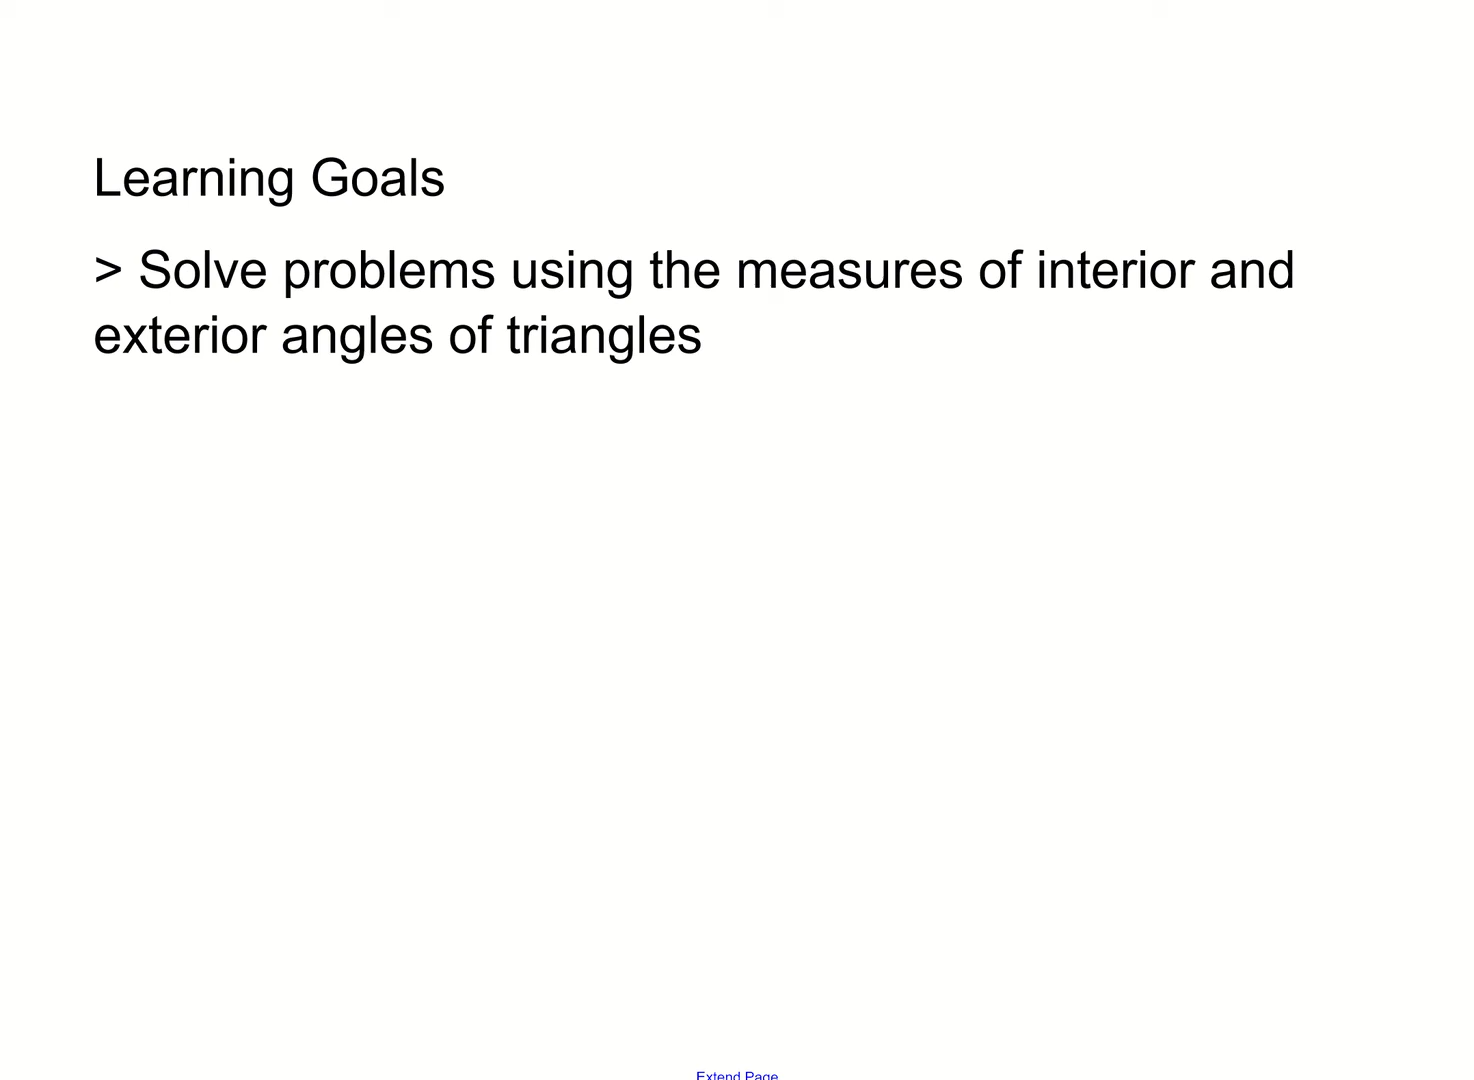 Learning Goals
> Solve problems using the measures of interior and
exterior angles of triangles
Extend Page